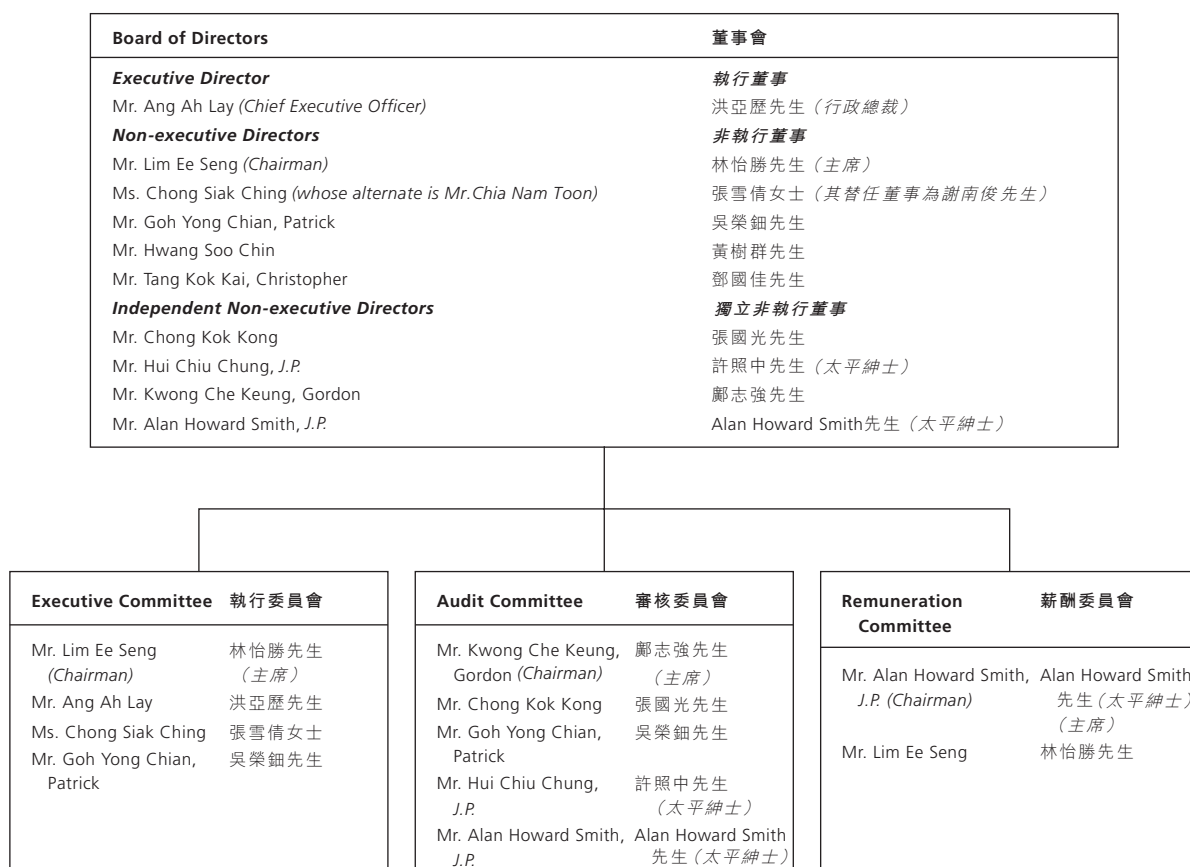 Board of Directors 董事會
Executive Director 執行董事
Mr. Ang Ah Lay (Chief Executive Officer) 洪亞歷先生（行政總裁）
Non-executive Directors 非執行董事
Mr. Lim Ee Seng (Chairman) 林怡勝先生（主席）
Ms. Chong Siak Ching (whose alternate is Mr.Chia Nam Toon) 張雪倩女士（其替任董事為謝南俊先生）
Mr. Goh Yong Chian, Patrick 吳榮鈿先生
Mr. Hwang Soo Chin 黃樹群先生
Mr. Tang Kok Kai, Christopher 鄧國佳先生
Independent Non-executive Directors 獨立非執行董事
Mr. Chong Kok Kong 張國光先生
Mr. Hui Chiu Chung, J.P. 許照中先生（太平紳士）
Mr. Kwong Che Keung, Gordon 鄺志強先生
Mr. Alan Howard Smith, J.P. Alan Howard Smith先生（太平紳士）
Executive Committee 執行委員會
Mr. Lim Ee Seng 林怡勝先生
(Chairman) （主席）
Mr. Ang Ah Lay 洪亞歷先生
Ms. Chong Siak Ching 張雪倩女士
Mr. Goh Yong Chian, 吳榮鈿先生
Patrick
Audit Committee 審核委員會
Mr. Kwong Che Keung, 鄺志強先生
Gordon (Chairman) （主席）
Mr. Chong Kok Kong 張國光先生
Mr. Goh Yong Chian, 吳榮鈿先生
Patrick
Mr. Hui Chiu Chung, 許照中先生
J.P. （太平紳士）
Mr. Alan Howard Smith, Alan Howard Smith
J.P. 先生（太平紳士）
Remuneration 薪酬委員會
Committee
Mr. Alan Howard Smith, Alan Howard Smith
J.P. (Chairman) 先生（太平紳士）
（主席）
Mr. Lim Ee Seng 林怡勝先生